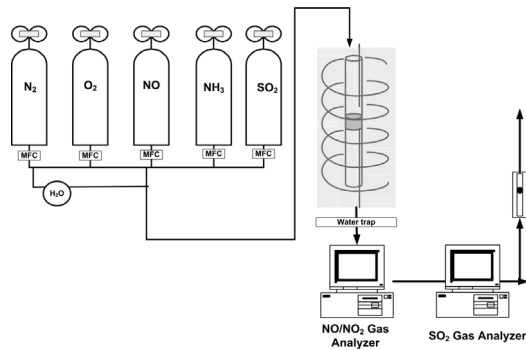 N2 O2 NO NH3 SO2
MFC MFC MFC MFC MFC
H2O
Water trap
NO/NO2 Gas
Analyzer
SO2 Gas Analyzer